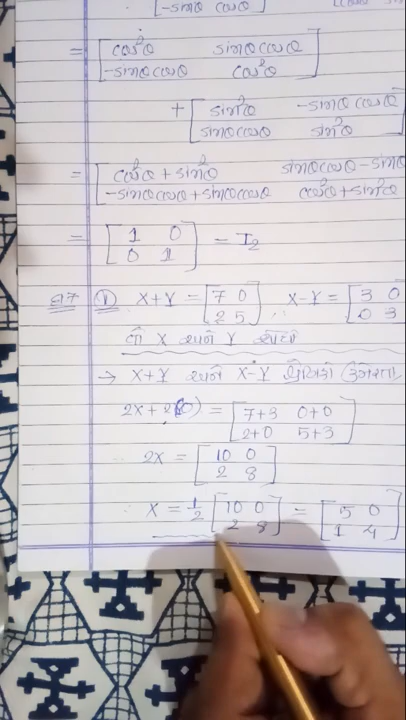 [-sinθ cosθ]
= [cos²θ sinθcosθ
-sinθcosθ cos²θ]
+ [sin²θ -sinθcosθ
sinθcosθ sin²θ]
= [cos²θ + sin²θ sinθcosθ-sinθ
-sinθcosθ+sinθcosθ cos²θ+sin²θ
= [1 0
0 1] = I₂
(1) X+Y = [7 0
2 5] X-Y = [3 0
0 3
તો X અને Y શોધો
→ X+Y અને X-Y
2X + (0) = [7+3 0+0
2+0 5+3]
2X = [10 0
2 8]
X = 1/2 [10 0
2 8] = [5 0
1 4]